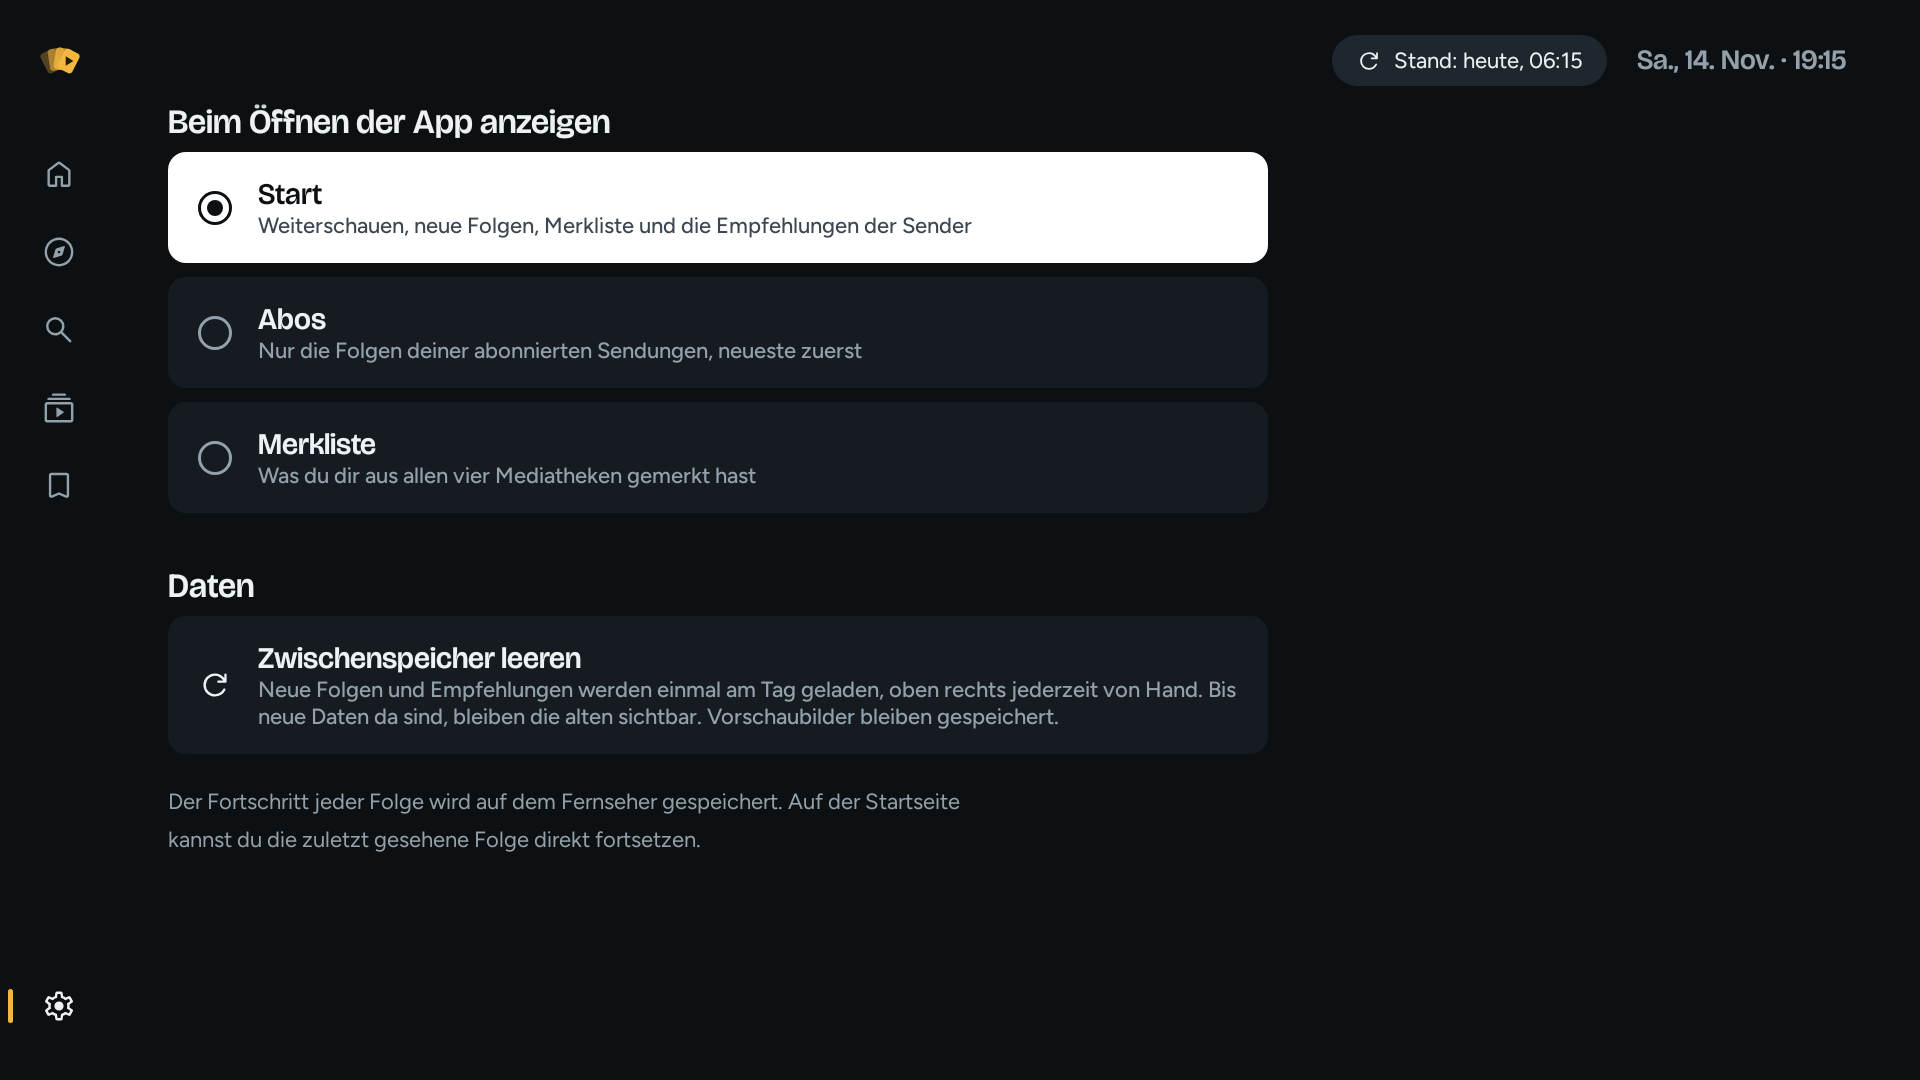 Stand: heute, 06:15
Sa., 14. Nov. · 19:15
Beim Öffnen der App anzeigen
Start
Weiterschauen, neue Folgen, Merkliste und die Empfehlungen der Sender
Abos
Nur die Folgen deiner abonnierten Sendungen, neueste zuerst
Merkliste
Was du dir aus allen vier Mediatheken gemerkt hast
Daten
Zwischenspeicher leeren
Neue Folgen und Empfehlungen werden einmal am Tag geladen, oben rechts jederzeit von Hand. Bis
neue Daten da sind, bleiben die alten sichtbar. Vorschaubilder bleiben gespeichert.
Der Fortschritt jeder Folge wird auf dem Fernseher gespeichert. Auf der Startseite
kannst du die zuletzt gesehene Folge direkt fortsetzen.